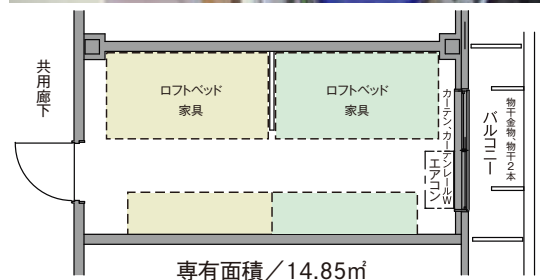 共用廊下
ロフトベッド
家具
ロフトベッド
家具
カーテン、カーテンレールW
エアコン
バルコニー
物干金物、物干2本
専有面積／14.85㎡